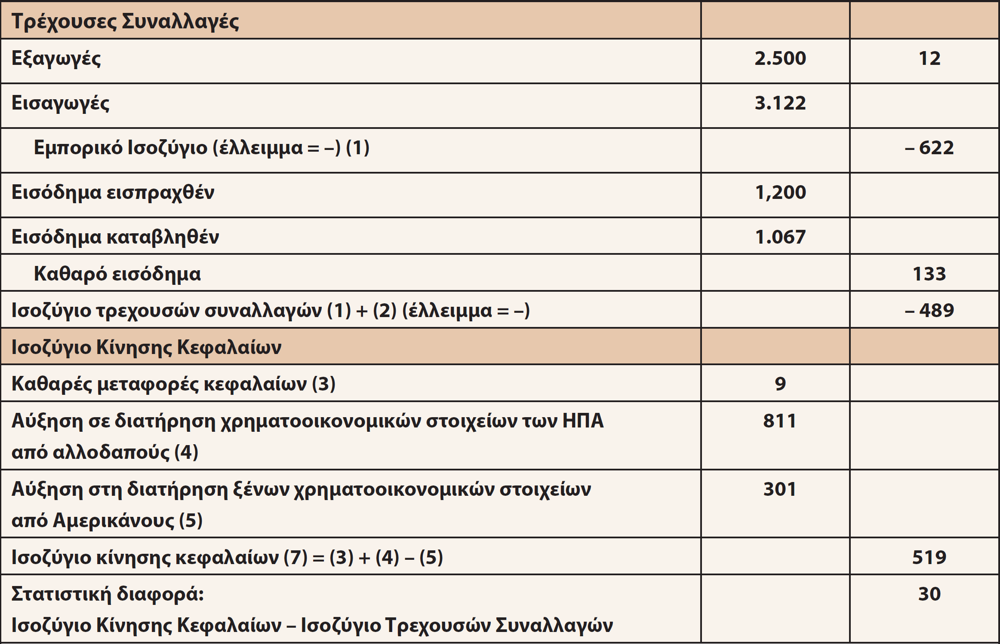 Τρέχουσες Συναλλαγές
Εξαγωγές 2.500 12
Εισαγωγές 3.122
Εμπορικό Ισοζύγιο (έλλειμμα = –) (1) – 622
Εισόδημα εισπραχθέν 1,200
Εισόδημα καταβληθέν 1.067
Καθαρό εισόδημα 133
Ισοζύγιο τρεχουσών συναλλαγών (1) + (2) (έλλειμμα = –) – 489
Ισοζύγιο Κίνησης Κεφαλαίων
Καθαρές μεταφορές κεφαλαίων (3) 9
Αύξηση σε διατήρηση χρηματοοικονομικών στοιχείων των ΗΠΑ 811
από αλλοδαπούς (4)
Αύξηση στη διατήρηση ξένων χρηματοοικονομικών στοιχείων 301
από Αμερικάνους (5)
Ισοζύγιο κίνησης κεφαλαίων (7) = (3) + (4) – (5) 519
Στατιστική διαφορά: 30
Ισοζύγιο Κίνησης Κεφαλαίων – Ισοζύγιο Τρεχουσών Συναλλαγών